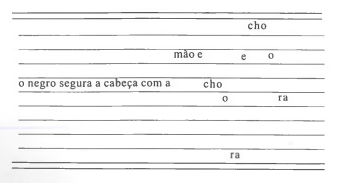 cho
mão e e o
o negro segura a cabeça com a cho
o ra
ra